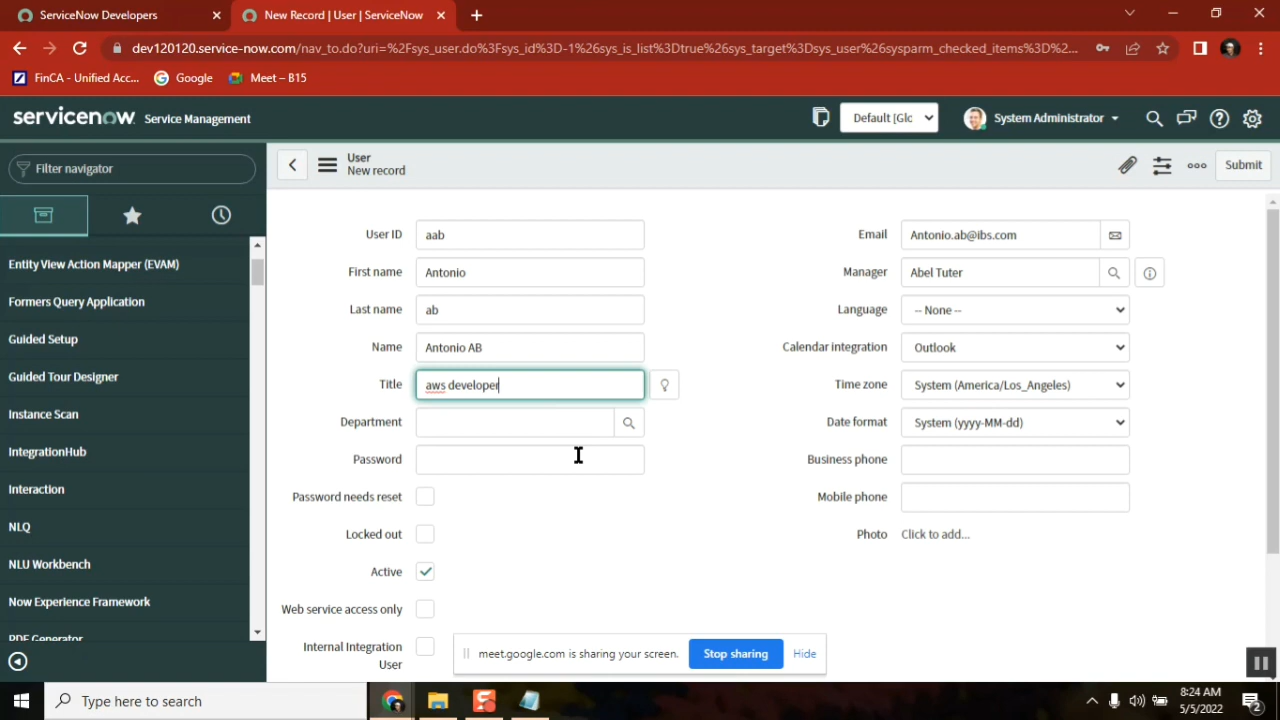 ServiceNow Developers
New Record | User | ServiceNow
dev120120.service-now.com/nav_to.do?uri=%2Fsys_user.do%3Fsys_id%3D-1%26sys_is_list%3Dtrue%26sys_target%3Dsys_user%26sysparm_checked_items%3D%2...
FinCA - Unified Acc...
Google
Meet – B15
servicenow Service Management
Default [Glc
System Administrator
Filter navigator
User
New record
Submit
Entity View Action Mapper (EVAM)
Formers Query Application
Guided Setup
Guided Tour Designer
Instance Scan
IntegrationHub
Interaction
NLQ
NLU Workbench
Now Experience Framework
PDF Generator
User ID aab
First name Antonio
Last name ab
Name Antonio AB
Title aws developer
Department
Password
Password needs reset
Locked out
Active
Web service access only
Internal Integration
User
Email Antonio.ab@ibs.com
Manager Abel Tuter
Language -- None --
Calendar integration Outlook
Time zone System (America/Los_Angeles)
Date format System (yyyy-MM-dd)
Business phone
Mobile phone
Photo Click to add...
meet.google.com is sharing your screen. Stop sharing Hide
Type here to search
8:24 AM
5/5/2022
2